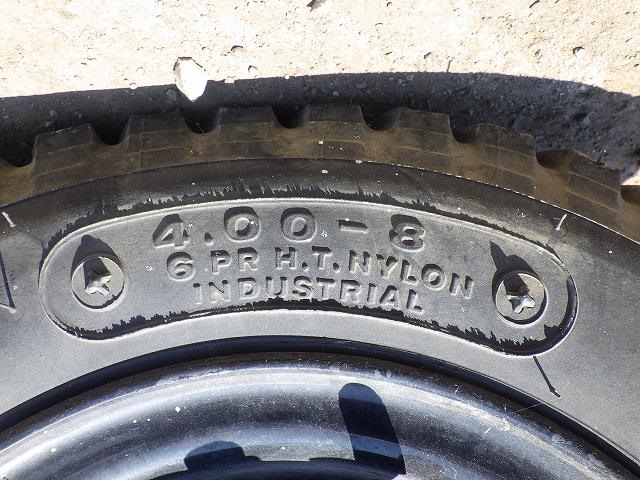 4.00-8
6 PR H.T. NYLON
INDUSTRIAL